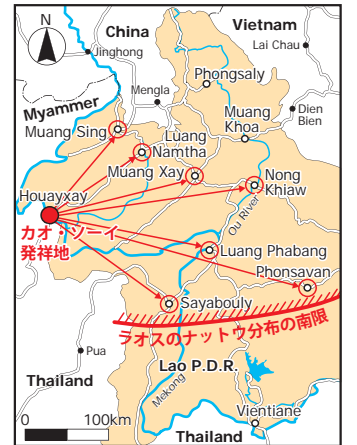 China
Vietnam
N
Jinghong
Lai Chau
Mengla
Phongsaly
Myammer
Dien
Bien
Muang
Khoa
Muang Sing
Luang
Namtha
Muang Xay
Nong
Khiaw
Houayxay
カオ・ソーイ
発祥地
Ou River
Luang Phabang
Phonsavan
Sayabouly
ラオスのナットウ分布の南限
Pua
Lao P.D.R.
Mekong
Thailand
0 100km
Vientiane
Thailand